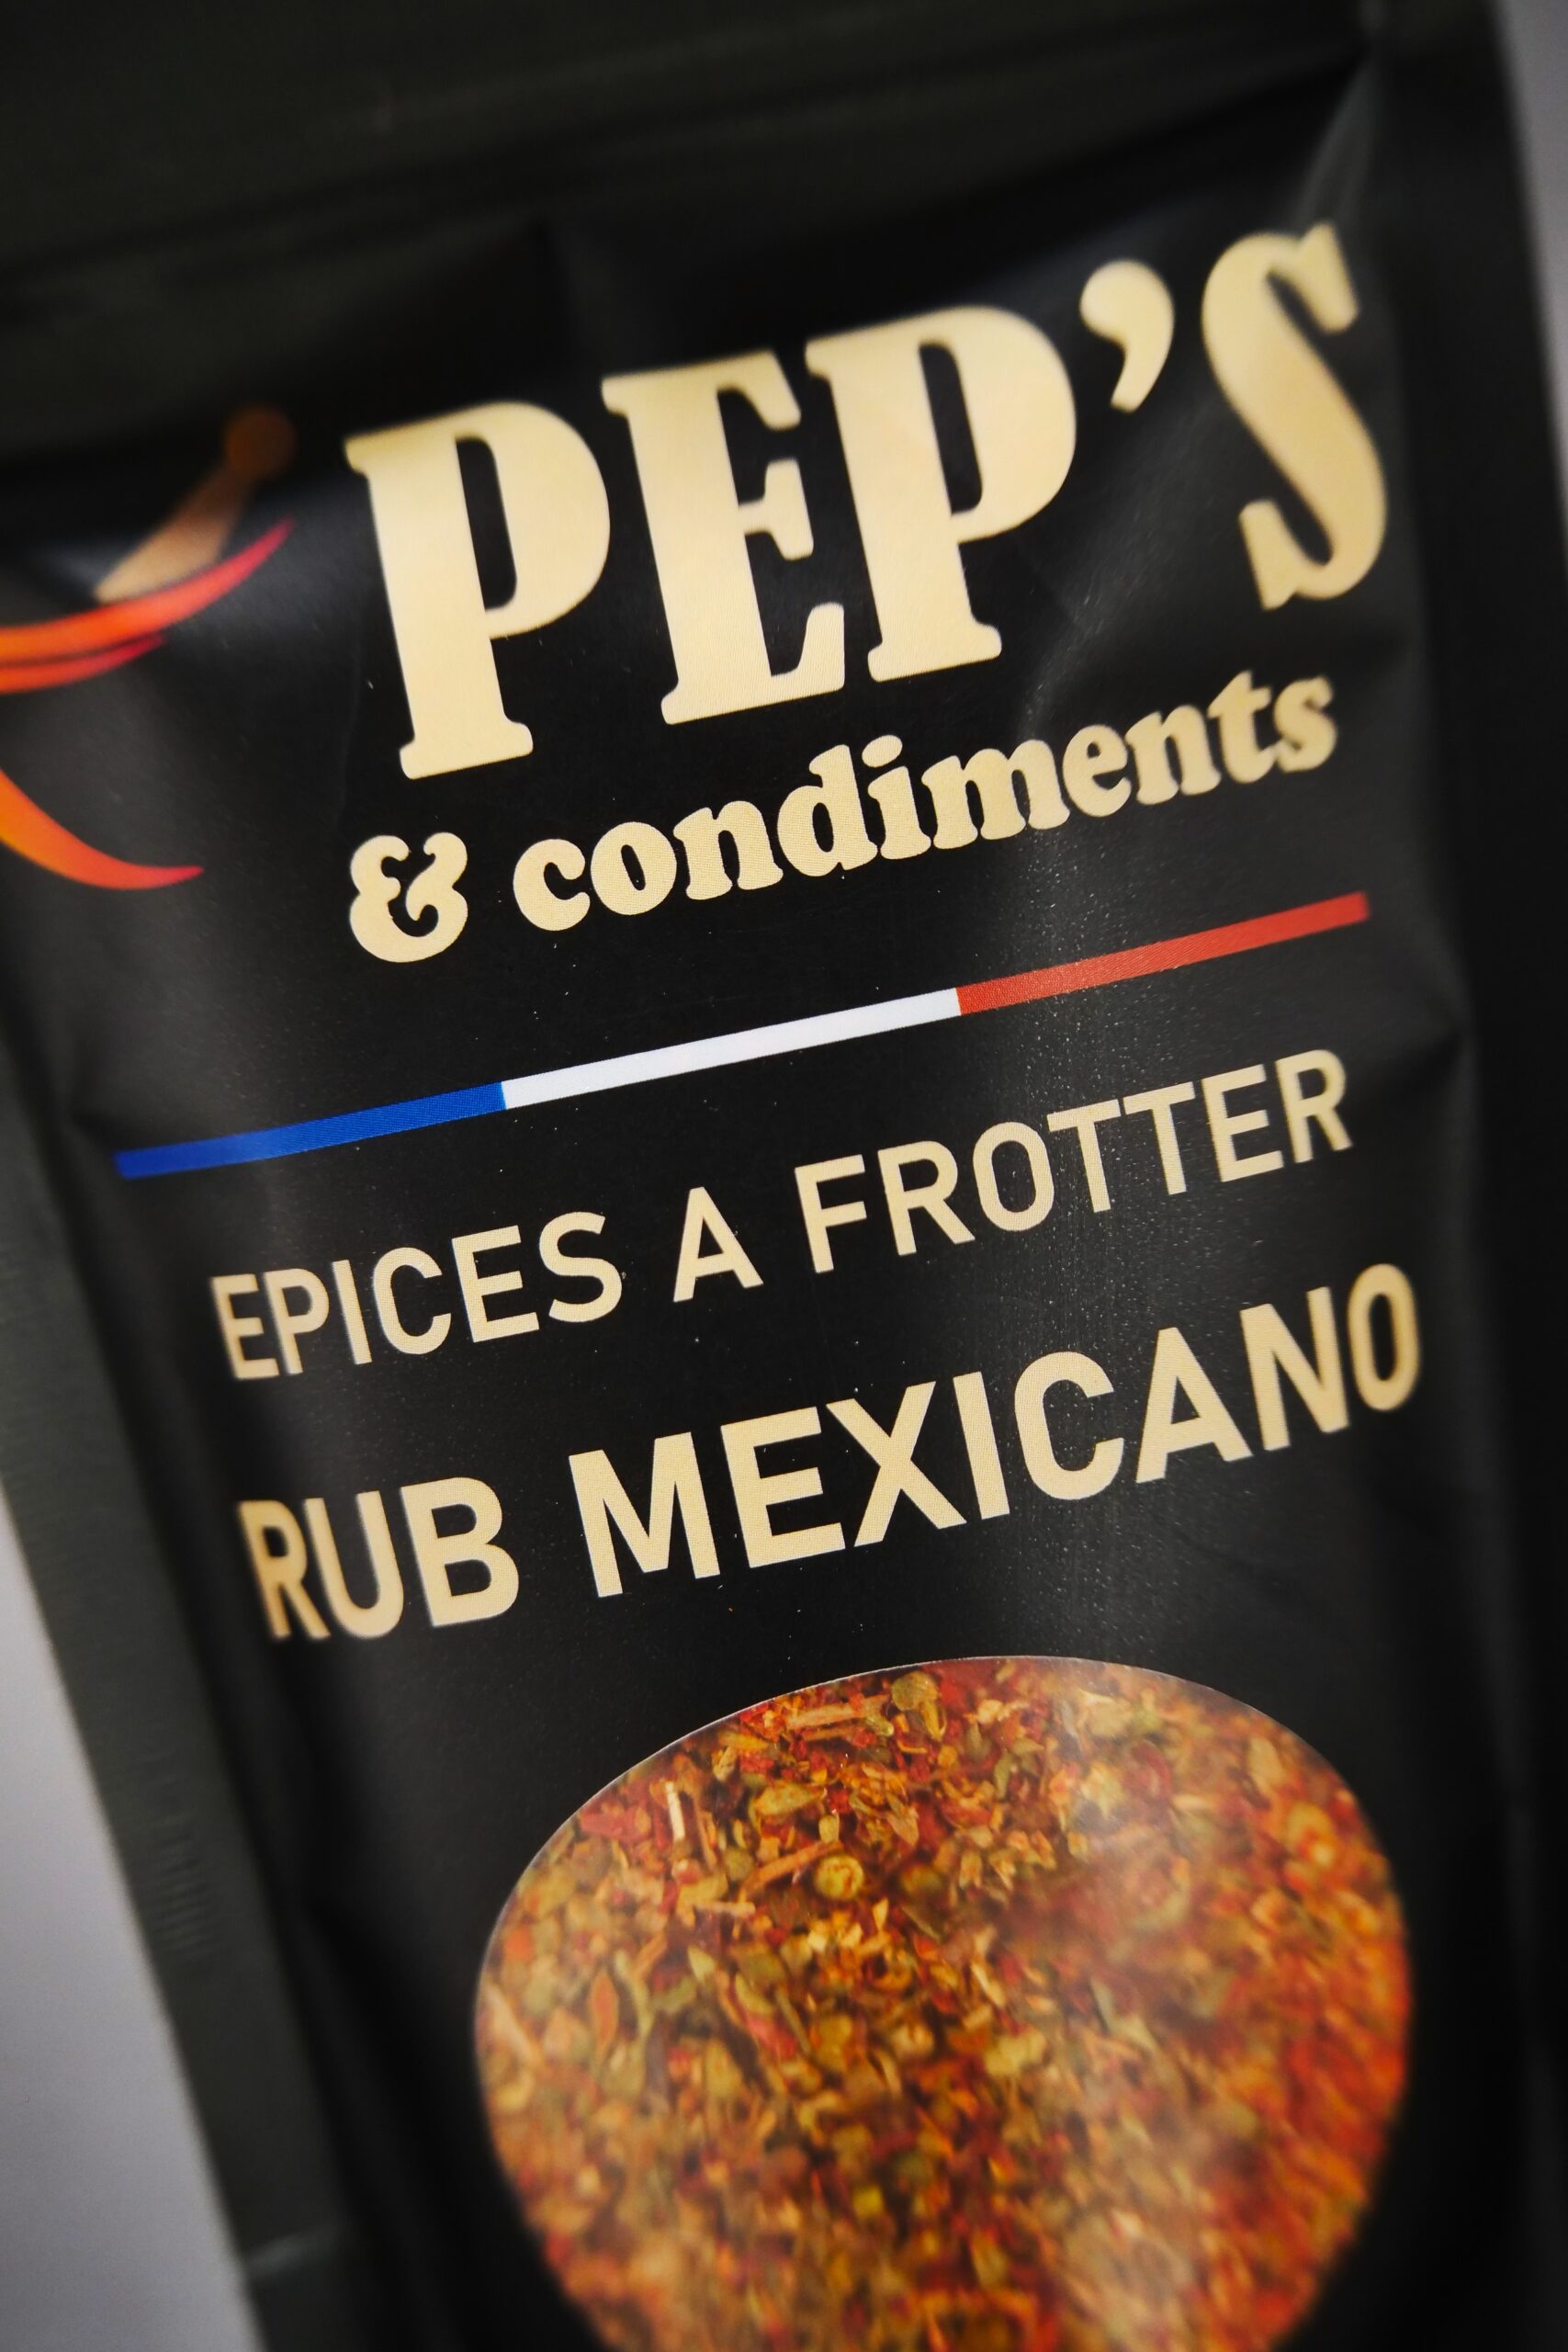 PEP'S
& condiments
EPICES A FROTTER
RUB MEXICANO